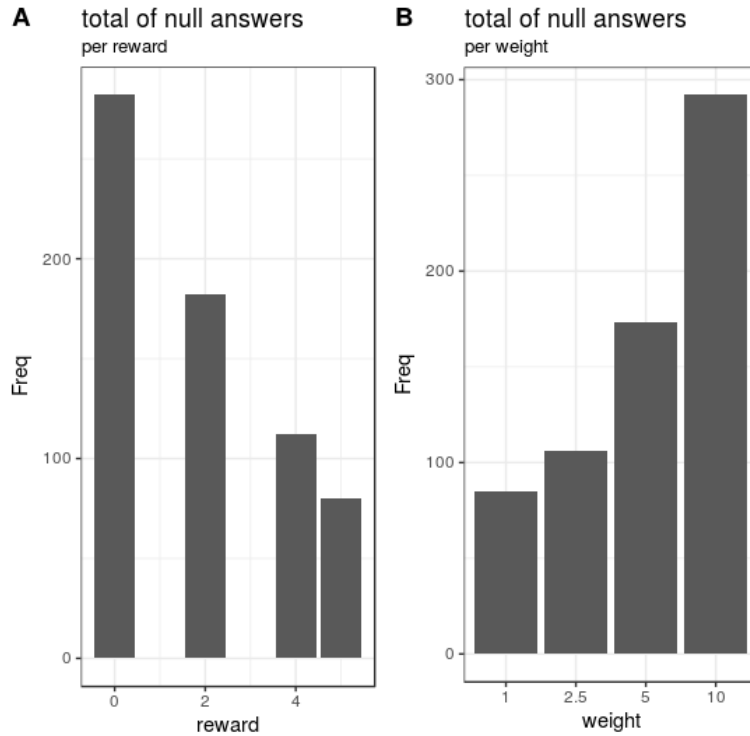 A
total of null answers
per reward
Freq
200
100
0
0 2 4
reward
B
total of null answers
per weight
Freq
300
200
100
0
1 2.5 5 10
weight